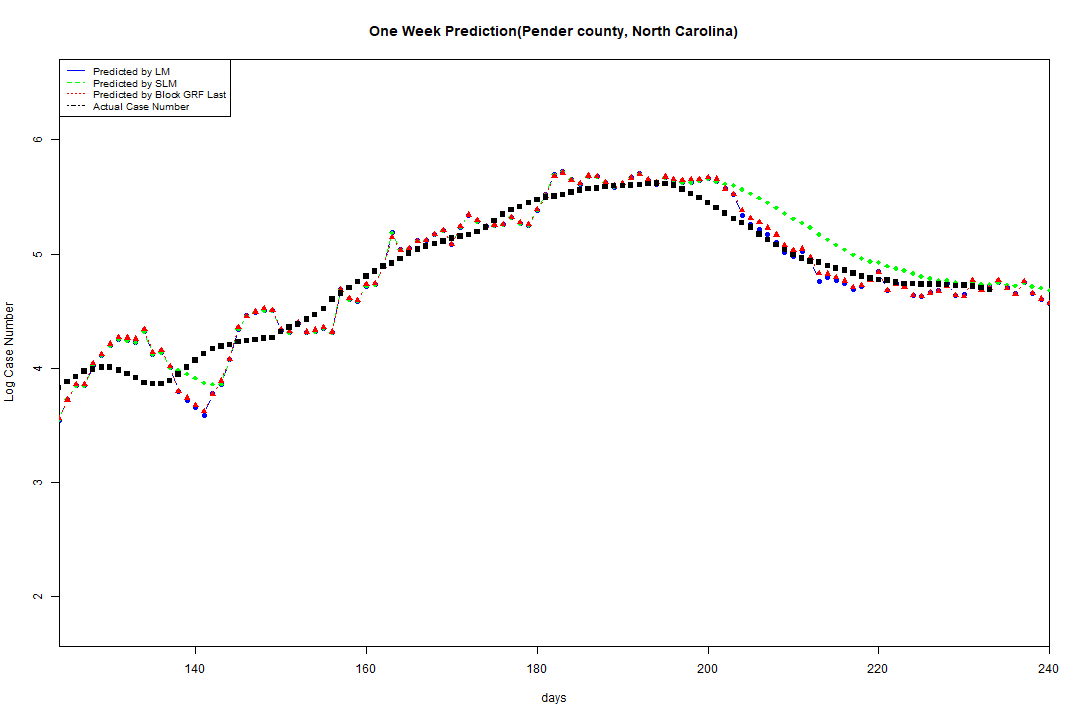 One Week Prediction(Pender county, North Carolina)
Predicted by LM
Predicted by SLM
Predicted by Block GRF Last
Actual Case Number
6
5
4
3
2
Log Case Number
140 160 180 200 220 240
days